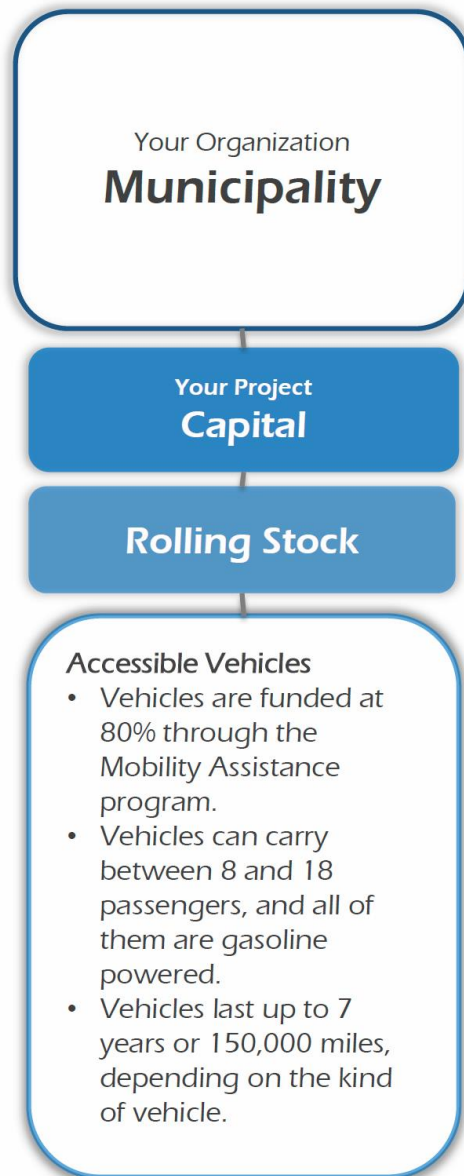 Your Organization
Municipality
Your Project
Capital
Rolling Stock
Accessible Vehicles
• Vehicles are funded at
80% through the
Mobility Assistance
program.
• Vehicles can carry
between 8 and 18
passengers, and all of
them are gasoline
powered.
• Vehicles last up to 7
years or 150,000 miles,
depending on the kind
of vehicle.